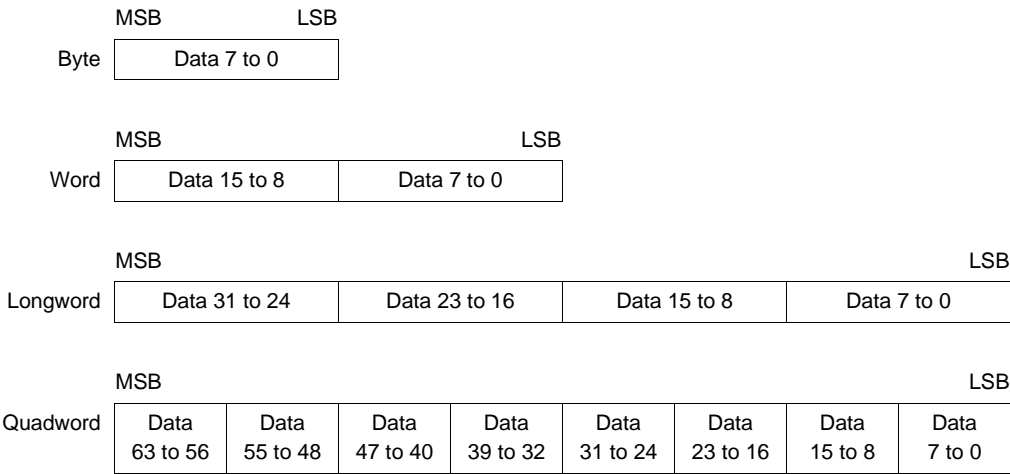 MSB LSB
Byte Data 7 to 0
MSB LSB
Word Data 15 to 8 Data 7 to 0
MSB LSB
Longword Data 31 to 24 Data 23 to 16 Data 15 to 8 Data 7 to 0
MSB LSB
Quadword Data Data Data Data Data Data Data Data
63 to 56 55 to 48 47 to 40 39 to 32 31 to 24 23 to 16 15 to 8 7 to 0